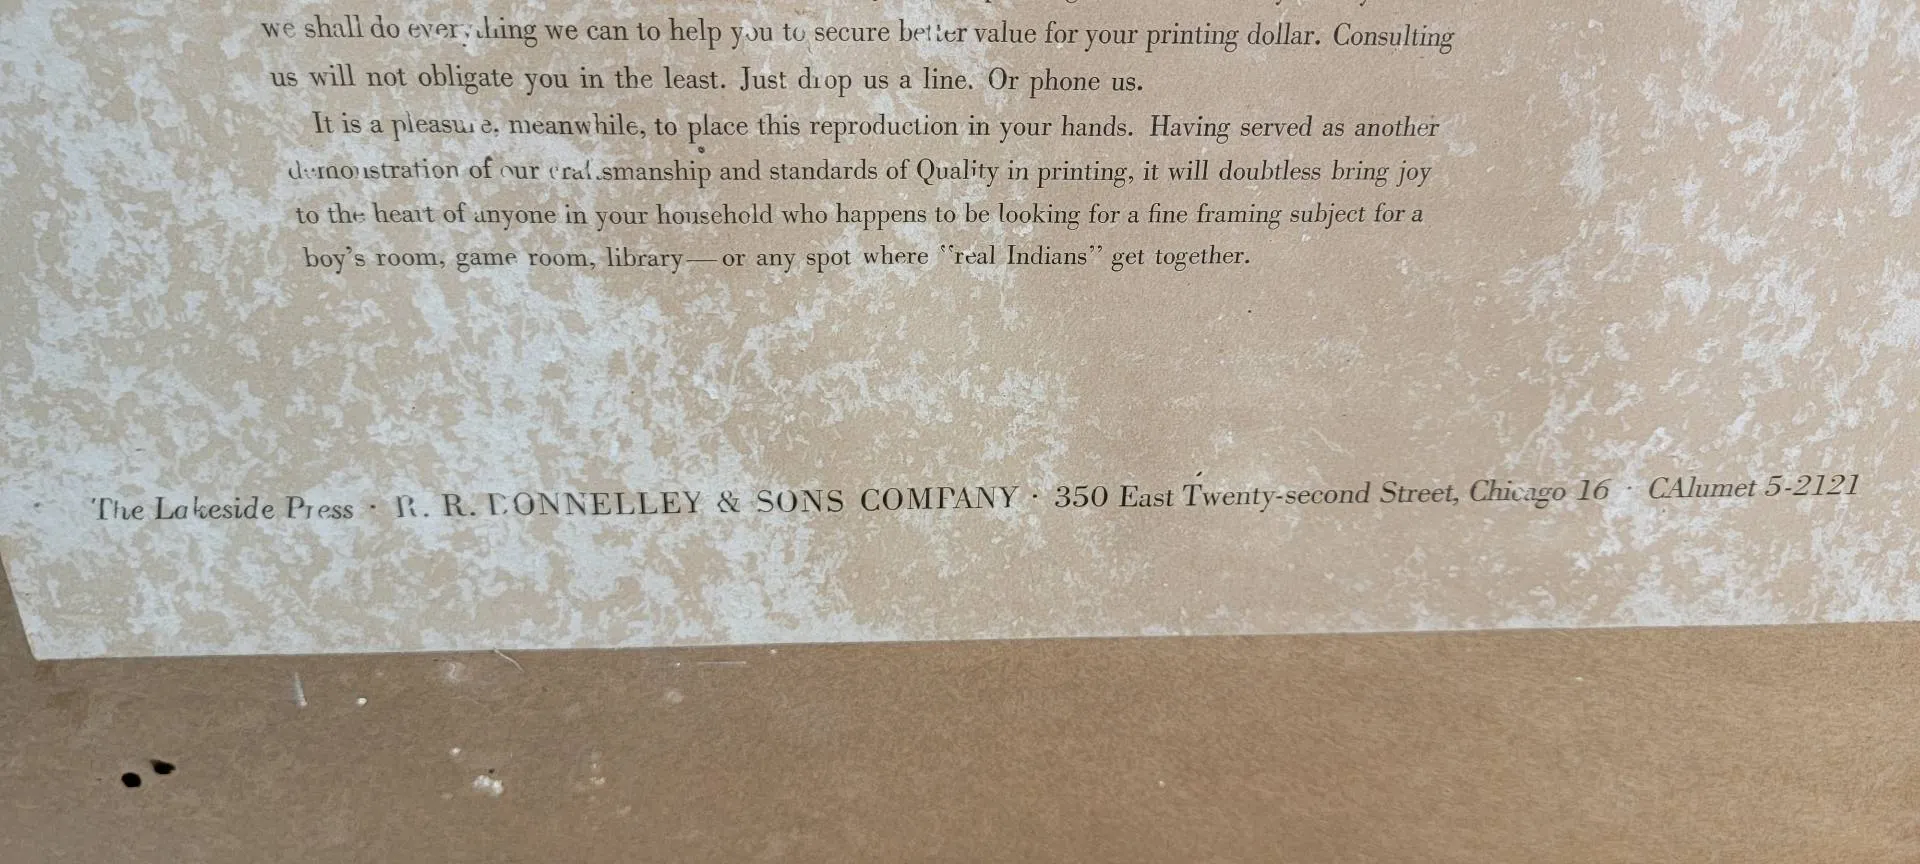 we shall do everything we can to help you to secure better value for your printing dollar. Consulting
us will not obligate you in the least. Just drop us a line. Or phone us.
It is a pleasure, meanwhile, to place this reproduction in your hands. Having served as another
demonstration of our craftsmanship and standards of Quality in printing, it will doubtless bring joy
to the heart of anyone in your household who happens to be looking for a fine framing subject for a
boy's room, game room, library—or any spot where "real Indians" get together.
The Lakeside Press · R. R. DONNELLEY & SONS COMPANY · 350 East Twenty-second Street, Chicago 16 · CAlumet 5-2121